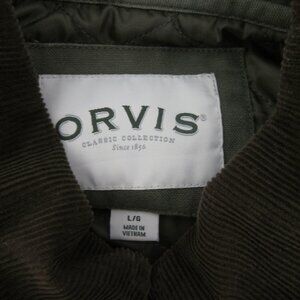 ORVIS®
CLASSIC COLLECTION
Since 1856
L/G
MADE IN
VIETNAM